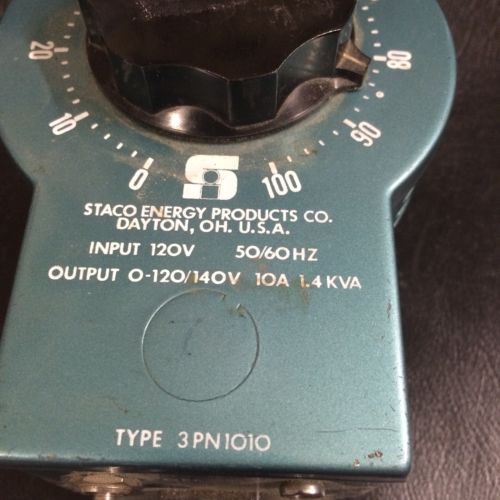 20 80
10 90
0 100
STACO ENERGY PRODUCTS CO.
DAYTON, OH. U.S.A.
INPUT 120V 50/60 HZ
OUTPUT 0-120/140V 10A 1.4 KVA
TYPE 3PN1010